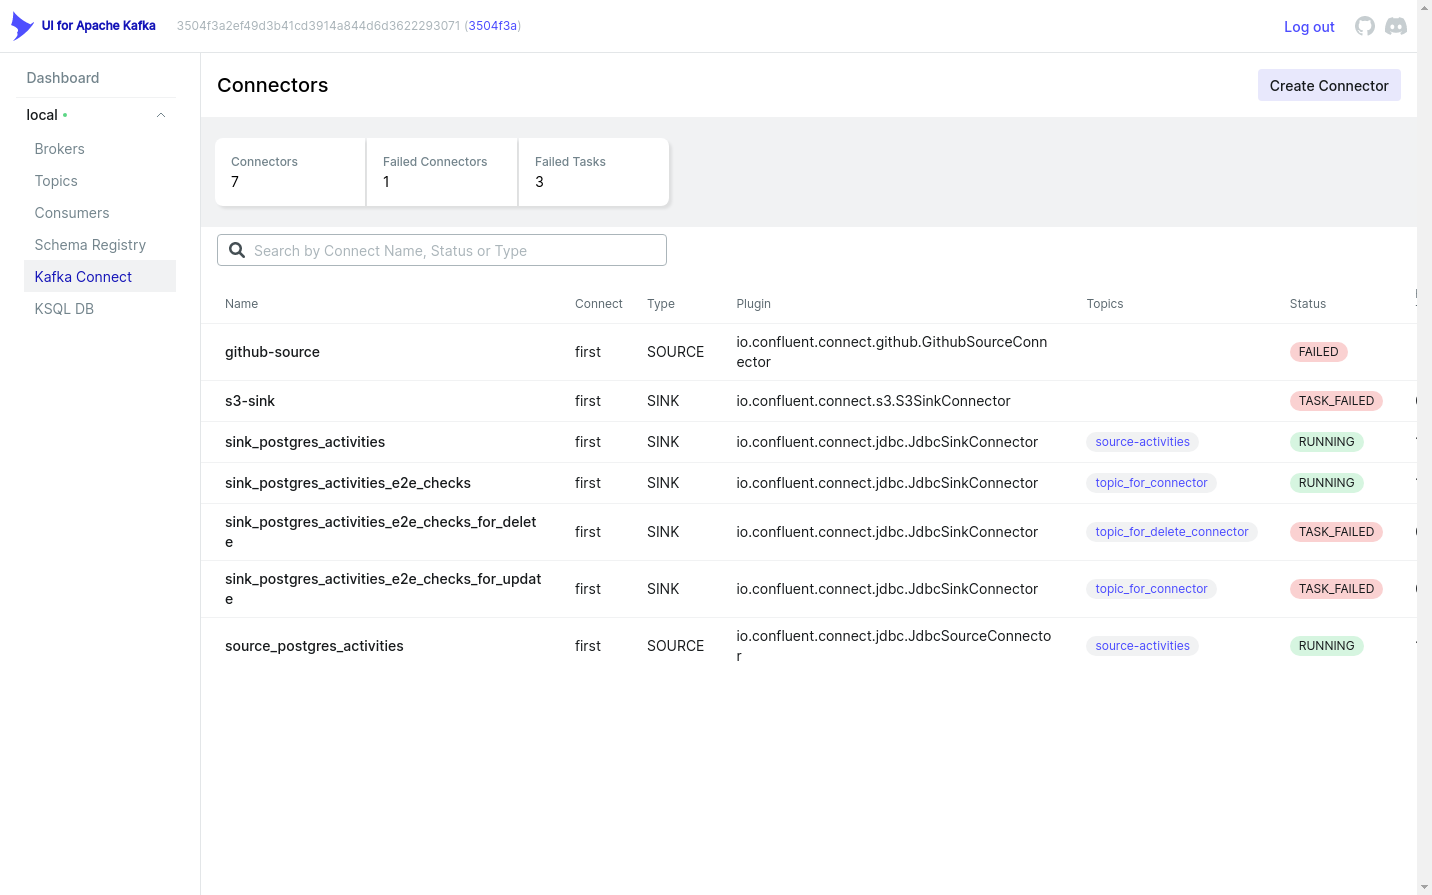 UI for Apache Kafka 3504f3a2ef49d3b41cd3914a844d6d3622293071 (3504f3a) Log out
Dashboard
local
Brokers
Topics
Consumers
Schema Registry
Kafka Connect
KSQL DB
Connectors
Create Connector
Connectors Failed Connectors Failed Tasks
7 1 3
Search by Connect Name, Status or Type
Name Connect Type Plugin Topics Status
github-source first SOURCE io.confluent.connect.github.GithubSourceConn
ector FAILED
s3-sink first SINK io.confluent.connect.s3.S3SinkConnector TASK_FAILED
sink_postgres_activities first SINK io.confluent.connect.jdbc.JdbcSinkConnector source-activities RUNNING
sink_postgres_activities_e2e_checks first SINK io.confluent.connect.jdbc.JdbcSinkConnector topic_for_connector RUNNING
sink_postgres_activities_e2e_checks_for_delet
e first SINK io.confluent.connect.jdbc.JdbcSinkConnector topic_for_delete_connector TASK_FAILED
sink_postgres_activities_e2e_checks_for_updat
e first SINK io.confluent.connect.jdbc.JdbcSinkConnector topic_for_connector TASK_FAILED
source_postgres_activities first SOURCE io.confluent.connect.jdbc.JdbcSourceConnecto
r source-activities RUNNING